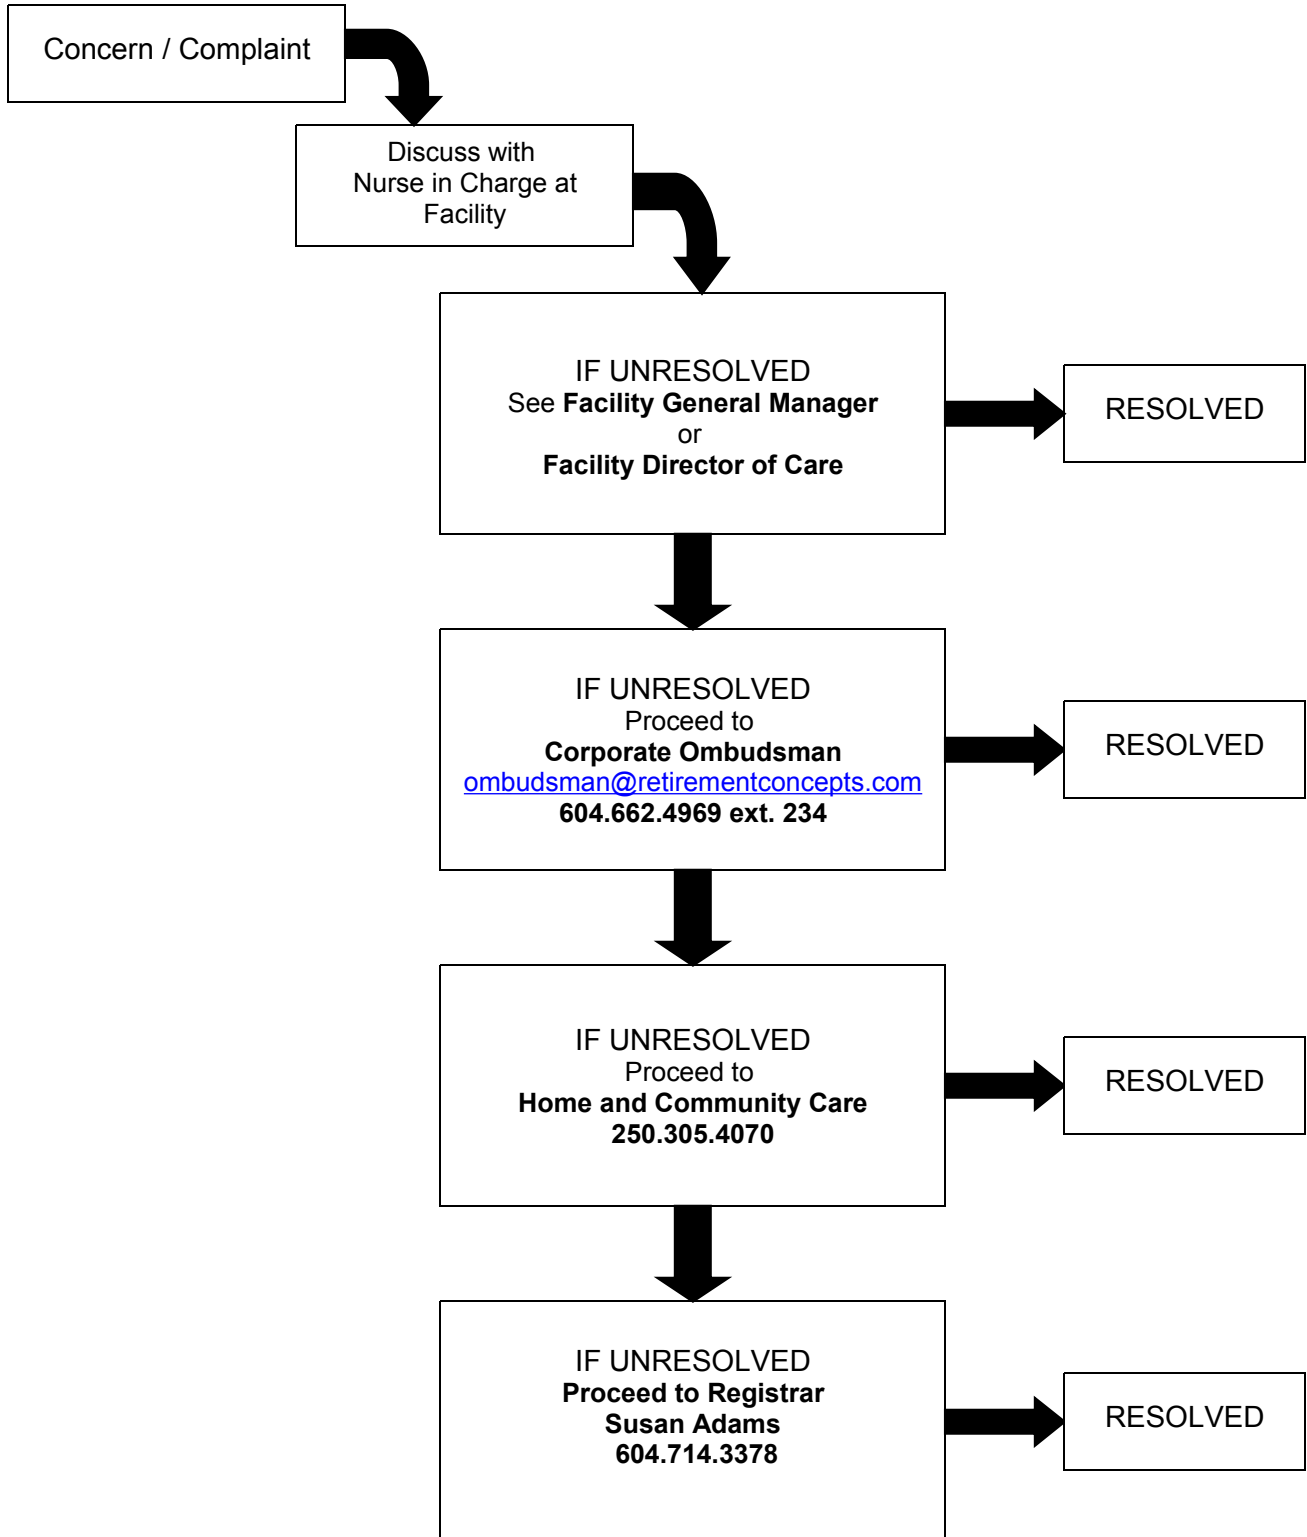 Concern / Complaint
Discuss with
Nurse in Charge at
Facility
IF UNRESOLVED
See Facility General Manager
or
Facility Director of Care
RESOLVED
IF UNRESOLVED
Proceed to
Corporate Ombudsman
ombudsman@retirementconcepts.com
604.662.4969 ext. 234
RESOLVED
IF UNRESOLVED
Proceed to
Home and Community Care
250.305.4070
RESOLVED
IF UNRESOLVED
Proceed to Registrar
Susan Adams
604.714.3378
RESOLVED